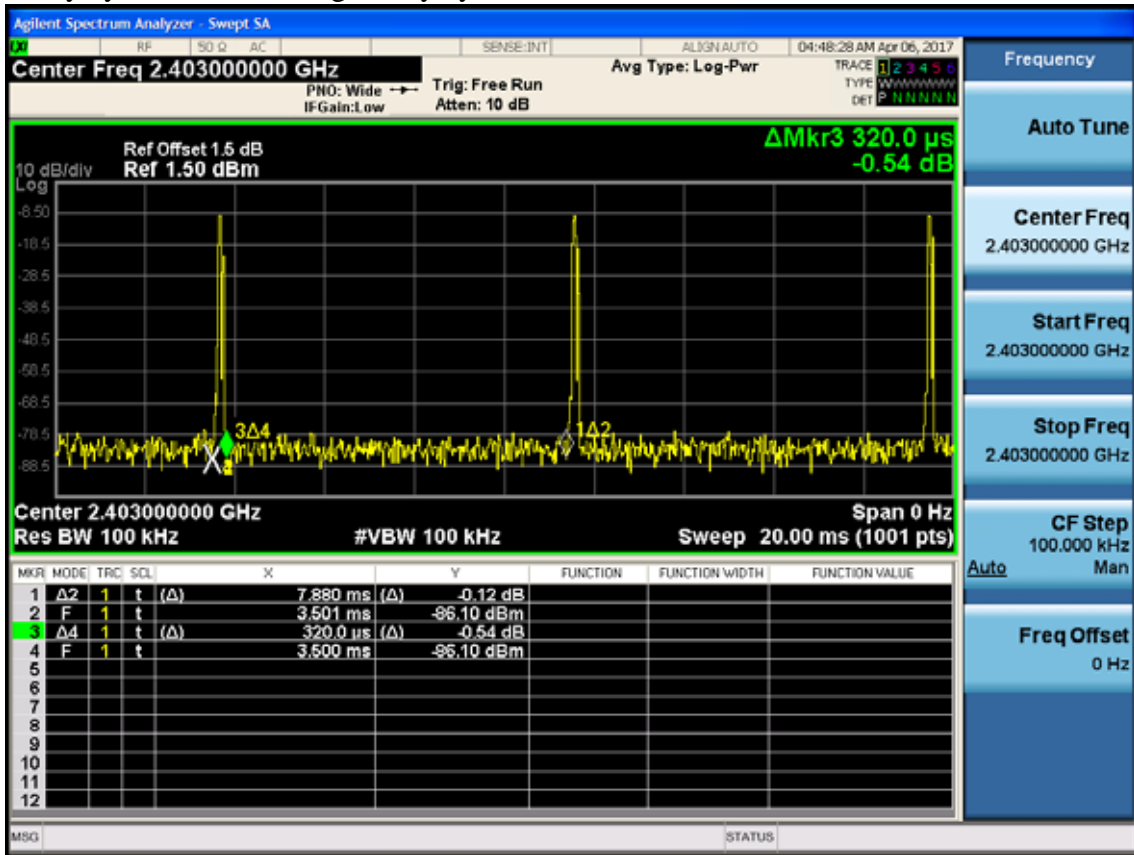 Agilent Spectrum Analyzer - Swept SA
RF 50 Ω AC SENSE:INT ALIGN AUTO 04:48:28 AM Apr 06, 2017
Center Freq 2.403000000 GHz
PNO: Wide
IFGain:Low
Trig: Free Run
Atten: 10 dB
Avg Type: Log-Pwr
TRACE 1 2 3 4 5 6
TYPE W
DET P N N N N N
ΔMkr3 320.0 µs
-0.54 dB
Ref Offset 1.5 dB
10 dB/div Ref 1.50 dBm
Log
-8.50
-18.5
-28.5
-38.5
-48.5
-58.5
-68.5
-78.5
-88.5
3Δ4
1Δ2
Center 2.403000000 GHz Span 0 Hz
Res BW 100 kHz #VBW 100 kHz Sweep 20.00 ms (1001 pts)
MKR MODE TRC SCL X Y FUNCTION FUNCTION WIDTH FUNCTION VALUE
1 Δ2 1 t (Δ) 7.880 ms (Δ) -0.12 dB
2 F 1 t 3.501 ms -86.10 dBm
3 Δ4 1 t (Δ) 320.0 µs (Δ) -0.54 dB
4 F 1 t 3.500 ms -86.10 dBm
5
6
7
8
9
10
11
12
MSG STATUS
Frequency
Auto Tune
Center Freq
2.403000000 GHz
Start Freq
2.403000000 GHz
Stop Freq
2.403000000 GHz
CF Step
100.000 kHz
Auto Man
Freq Offset
0 Hz